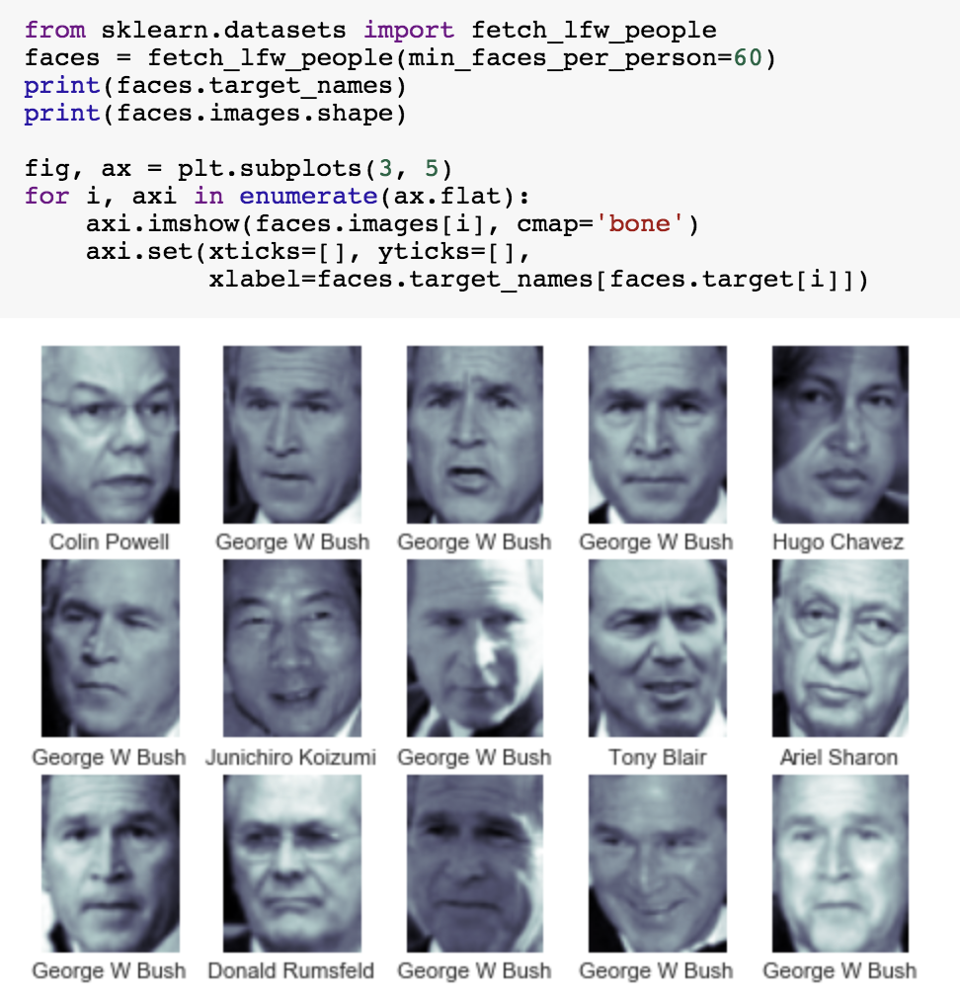 from sklearn.datasets import fetch_lfw_people
faces = fetch_lfw_people(min_faces_per_person=60)
print(faces.target_names)
print(faces.images.shape)
fig, ax = plt.subplots(3, 5)
for i, axi in enumerate(ax.flat):
    axi.imshow(faces.images[i], cmap='bone')
    axi.set(xticks=[], yticks=[],
            xlabel=faces.target_names[faces.target[i]])
Colin Powell George W Bush George W Bush George W Bush Hugo Chavez
George W Bush Junichiro Koizumi George W Bush Tony Blair Ariel Sharon
George W Bush Donald Rumsfeld George W Bush George W Bush George W Bush